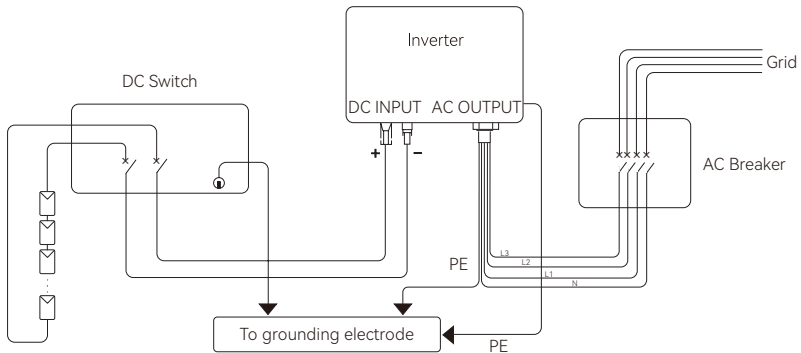 Inverter
Grid
DC Switch
DC INPUT AC OUTPUT
+ −
AC Breaker
L3
PE L2
L1
N
To grounding electrode
PE